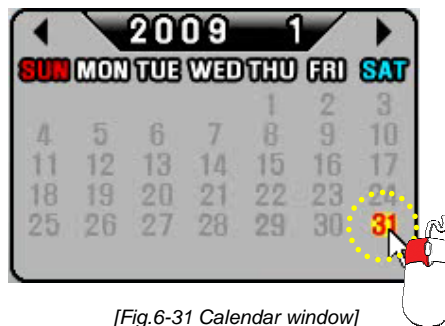 2009 1
SUN MON TUE WED THU FRI SAT
1 2 3
4 5 6 7 8 9 10
11 12 13 14 15 16 17
18 19 20 21 22 23 24
25 26 27 28 29 30 31
[Fig.6-31 Calendar window]